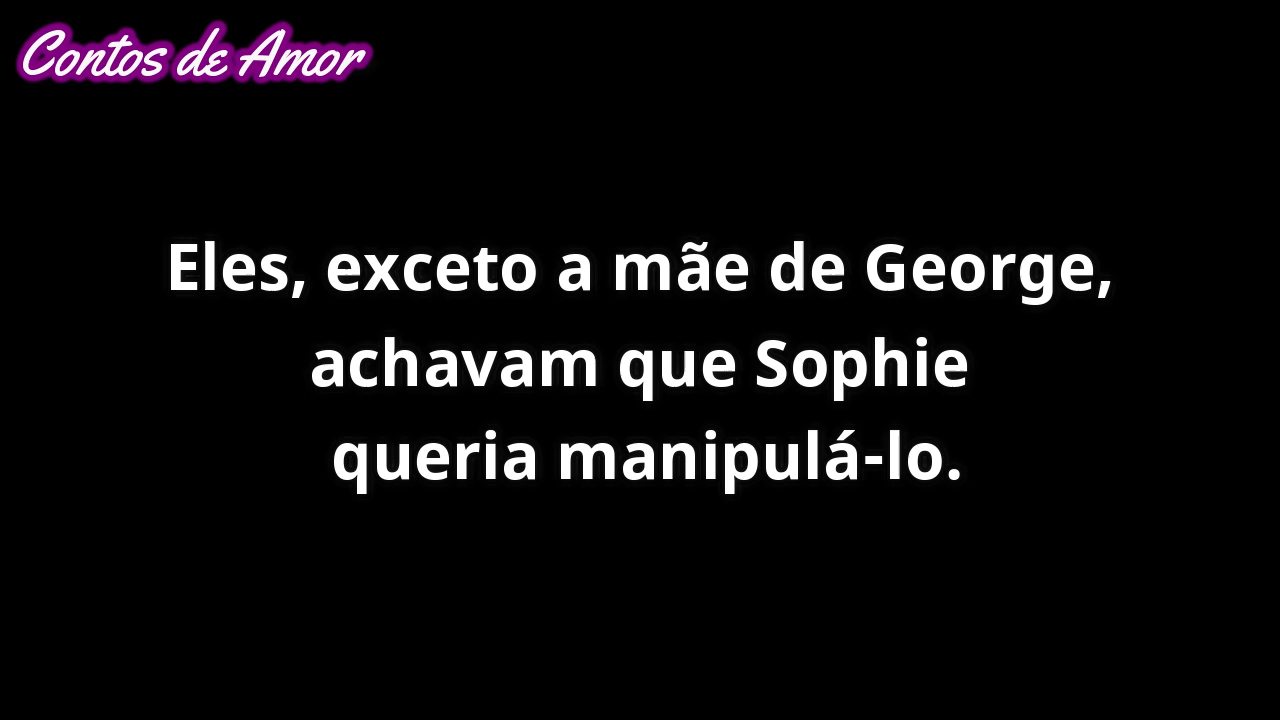 Contos de Amor
Eles, exceto a mãe de George,
achavam que Sophie
queria manipulá-lo.